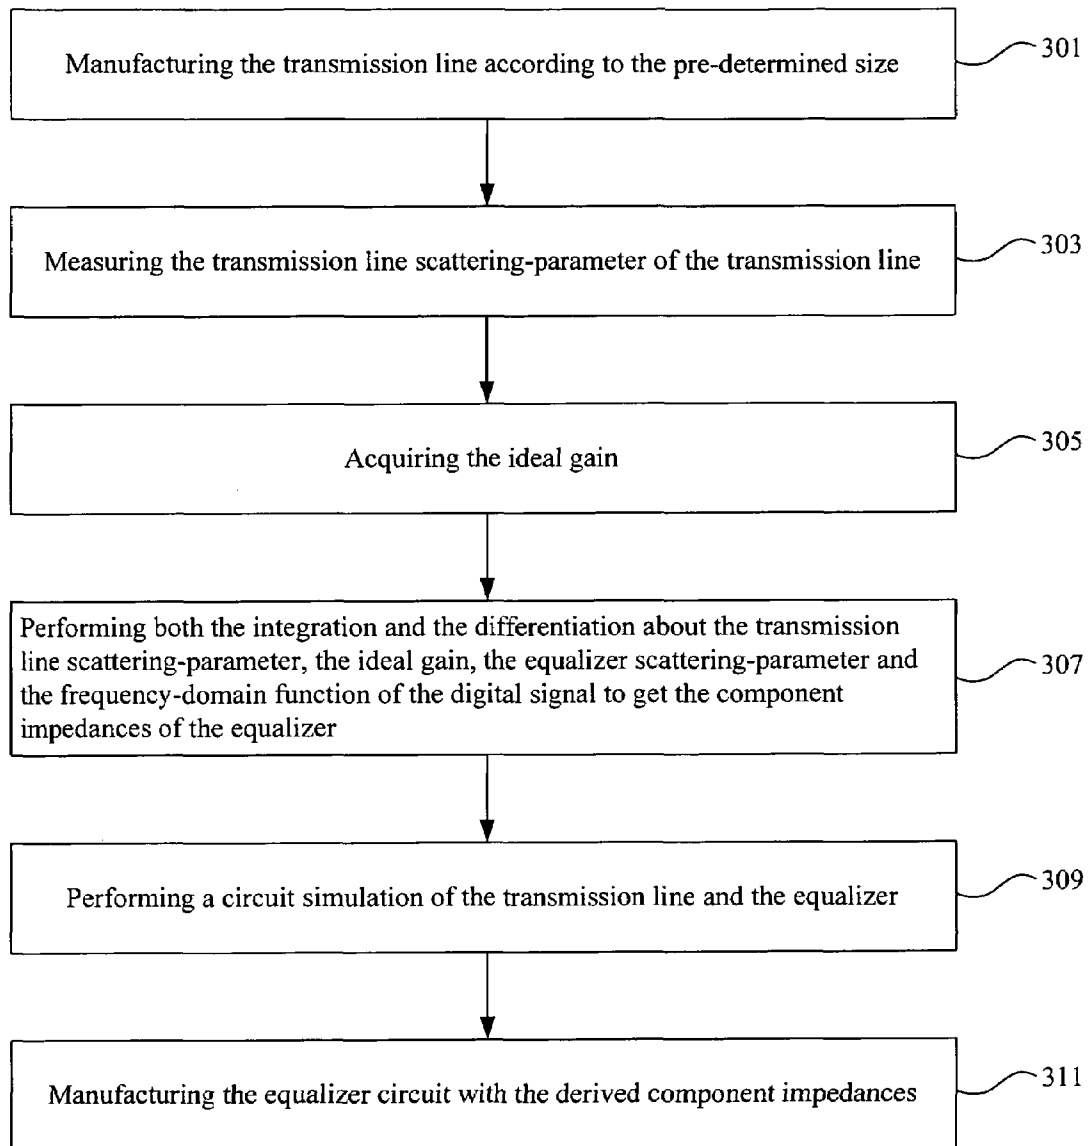 Manufacturing the transmission line according to the pre-determined size
301
Measuring the transmission line scattering-parameter of the transmission line
303
Acquiring the ideal gain
305
Performing both the integration and the differentiation about the transmission
line scattering-parameter, the ideal gain, the equalizer scattering-parameter and
the frequency-domain function of the digital signal to get the component
impedances of the equalizer
307
Performing a circuit simulation of the transmission line and the equalizer
309
Manufacturing the equalizer circuit with the derived component impedances
311